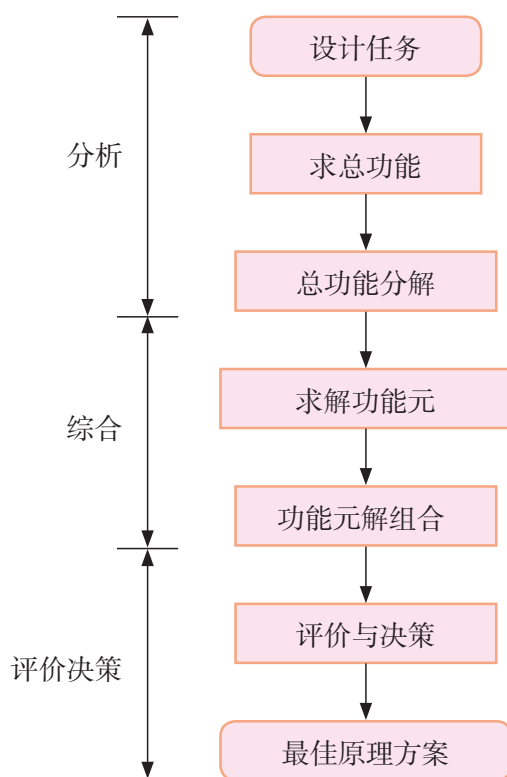 设计任务
分析
求总功能
总功能分解
综合
求解功能元
功能元解组合
评价决策
评价与决策
最佳原理方案